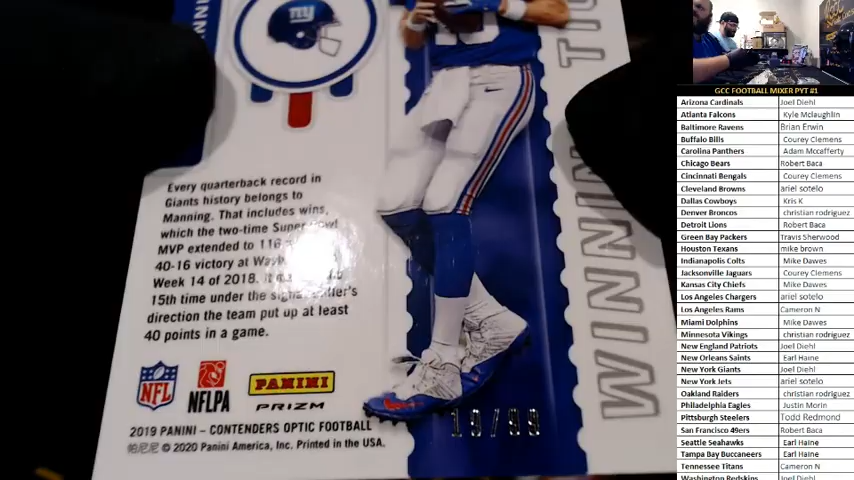 WINNIN
WINNING TI
Every quarterback record in
Giants history belongs to
Manning. That includes wins,
which the two-time Super Bowl
MVP extended to 116
40-16 victory at
Week 14 of 2018. It
15th time under the signal
direction the team put up at least
40 points in a game.
NFL
NFLPA
PANINI
PRIZM
2019 PANINI – CONTENDERS OPTIC FOOTBALL
帕尼尼 © 2020 Panini America, Inc. Printed in the USA.
19/99
GCC FOOTBALL MIXER PYT #1
Arizona Cardinals Joel Diehl
Atlanta Falcons Kyle Mclaughlin
Baltimore Ravens Brian Erwin
Buffalo Bills Courey Clemens
Carolina Panthers Adam Mccafferty
Chicago Bears Robert Baca
Cincinnati Bengals Courey Clemens
Cleveland Browns ariel sotelo
Dallas Cowboys Kris K
Denver Broncos christian rodriguez
Detroit Lions Robert Baca
Green Bay Packers Travis Sherwood
Houston Texans mike brown
Indianapolis Colts Mike Dawes
Jacksonville Jaguars Courey Clemens
Kansas City Chiefs Mike Dawes
Los Angeles Chargers ariel sotelo
Los Angeles Rams Cameron N
Miami Dolphins Mike Dawes
Minnesota Vikings christian rodriguez
New England Patriots Joel Diehl
New Orleans Saints Earl Haine
New York Giants Joel Diehl
New York Jets ariel sotelo
Oakland Raiders christian rodriguez
Philadelphia Eagles Justin Morin
Pittsburgh Steelers Todd Redmond
San Francisco 49ers Robert Baca
Seattle Seahawks Earl Haine
Tampa Bay Buccaneers Earl Haine
Tennessee Titans Cameron N
Washington Redskins Joel Diehl